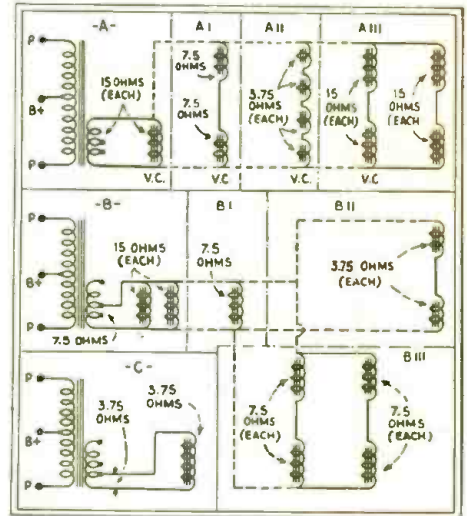 -A-
A I
A II
A III
P
B+
P
15 OHMS
(EACH)
7.5
OHMS
7.5
OHMS
3.75
OHMS
(EACH)
15
OHMS
(EACH)
15
OHMS
(EACH
V.C.
V.C
V.C.
V.C
-B-
B I
B II
P
B+
P
15 OHMS
(EACH)
7.5
OHMS
7.5 OHMS
3.75 OHMS
(EACH)
-C-
B III
P
B+
P
3.75
OHMS
3.75
OHMS
7.5
OHMS
(EACH)
7.5
OHMS
(EACH)